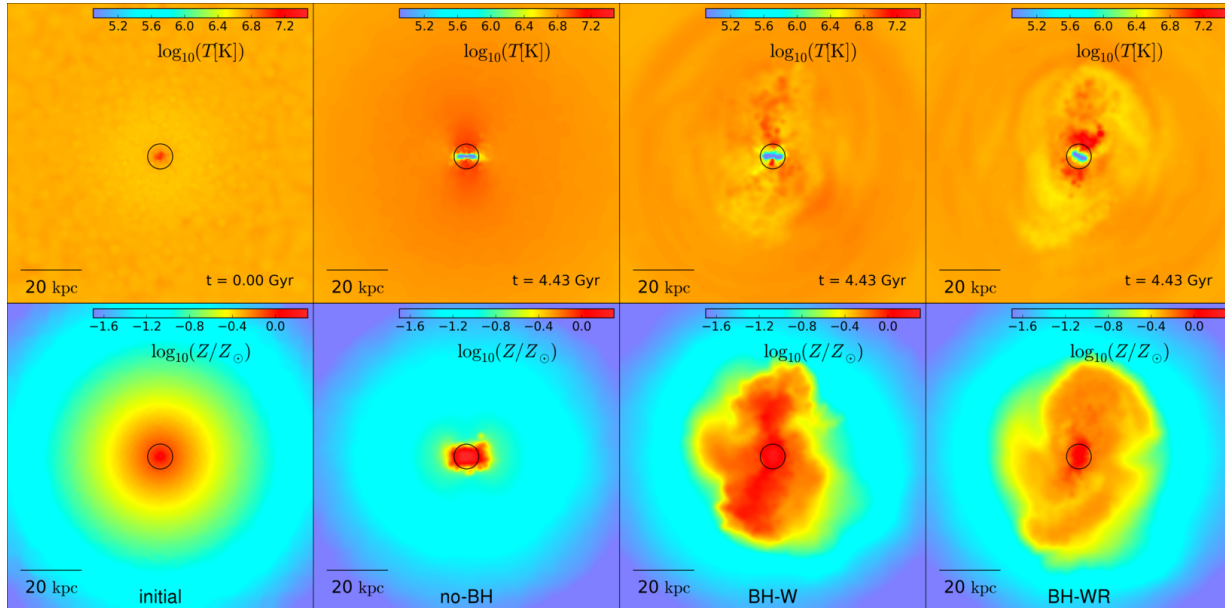 5.2 5.6 6.0 6.4 6.8 7.2
log₁₀(T[K])
20 kpc
t = 0.00 Gyr
5.2 5.6 6.0 6.4 6.8 7.2
log₁₀(T[K])
20 kpc
t = 4.43 Gyr
5.2 5.6 6.0 6.4 6.8 7.2
log₁₀(T[K])
20 kpc
t = 4.43 Gyr
5.2 5.6 6.0 6.4 6.8 7.2
log₁₀(T[K])
20 kpc
t = 4.43 Gyr
−1.6 −1.2 −0.8 −0.4 0.0
log₁₀(Z/Z⊙)
20 kpc
initial
−1.6 −1.2 −0.8 −0.4 0.0
log₁₀(Z/Z⊙)
20 kpc
no-BH
−1.6 −1.2 −0.8 −0.4 0.0
log₁₀(Z/Z⊙)
20 kpc
BH-W
−1.6 −1.2 −0.8 −0.4 0.0
log₁₀(Z/Z⊙)
20 kpc
BH-WR